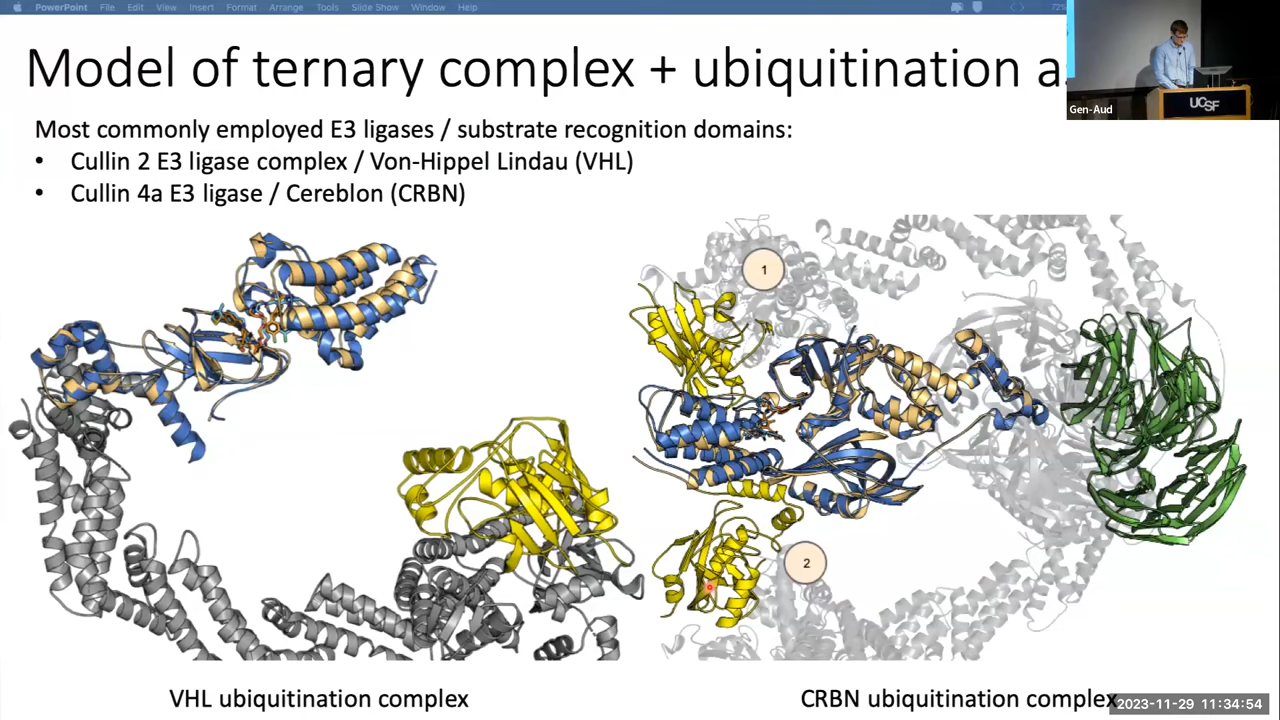 PowerPoint File Edit View Insert Format Arrange Tools Slide Show Window Help
Model of ternary complex + ubiquitination
Gen-Aud
UCSF
Most commonly employed E3 ligases / substrate recognition domains:
• Cullin 2 E3 ligase complex / Von-Hippel Lindau (VHL)
• Cullin 4a E3 ligase / Cereblon (CRBN)
1
2
VHL ubiquitination complex
CRBN ubiquitination complex
2023-11-29 11:34:54